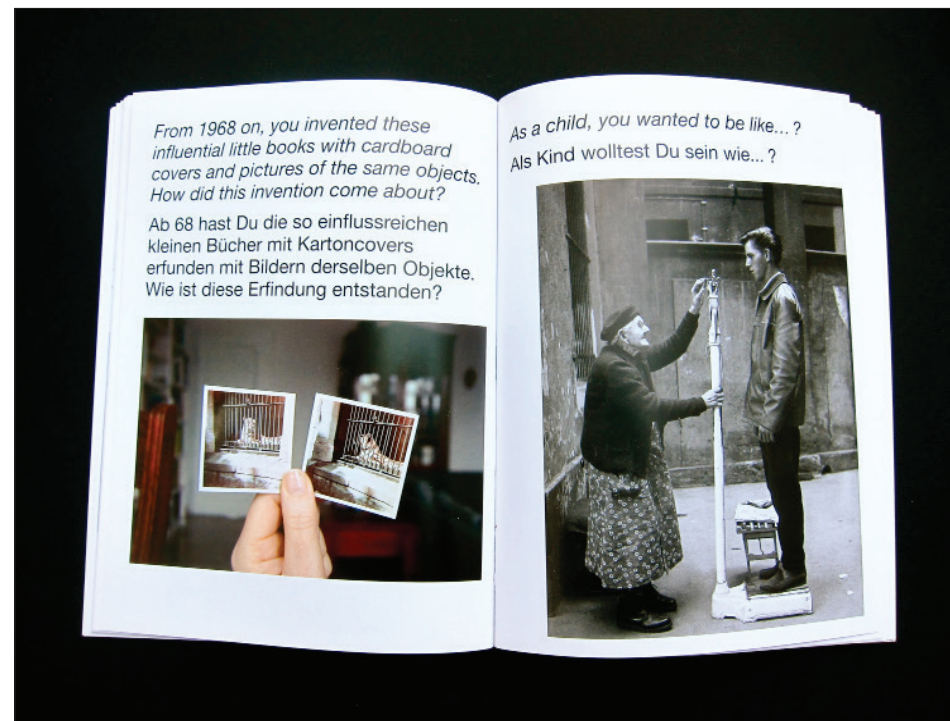 From 1968 on, you invented these
influential little books with cardboard
covers and pictures of the same objects.
How did this invention come about?
Ab 68 hast Du die so einflussreichen
kleinen Bücher mit Kartoncovers
erfunden mit Bildern derselben Objekte.
Wie ist diese Erfindung entstanden?
As a child, you wanted to be like... ?
Als Kind wolltest Du sein wie... ?